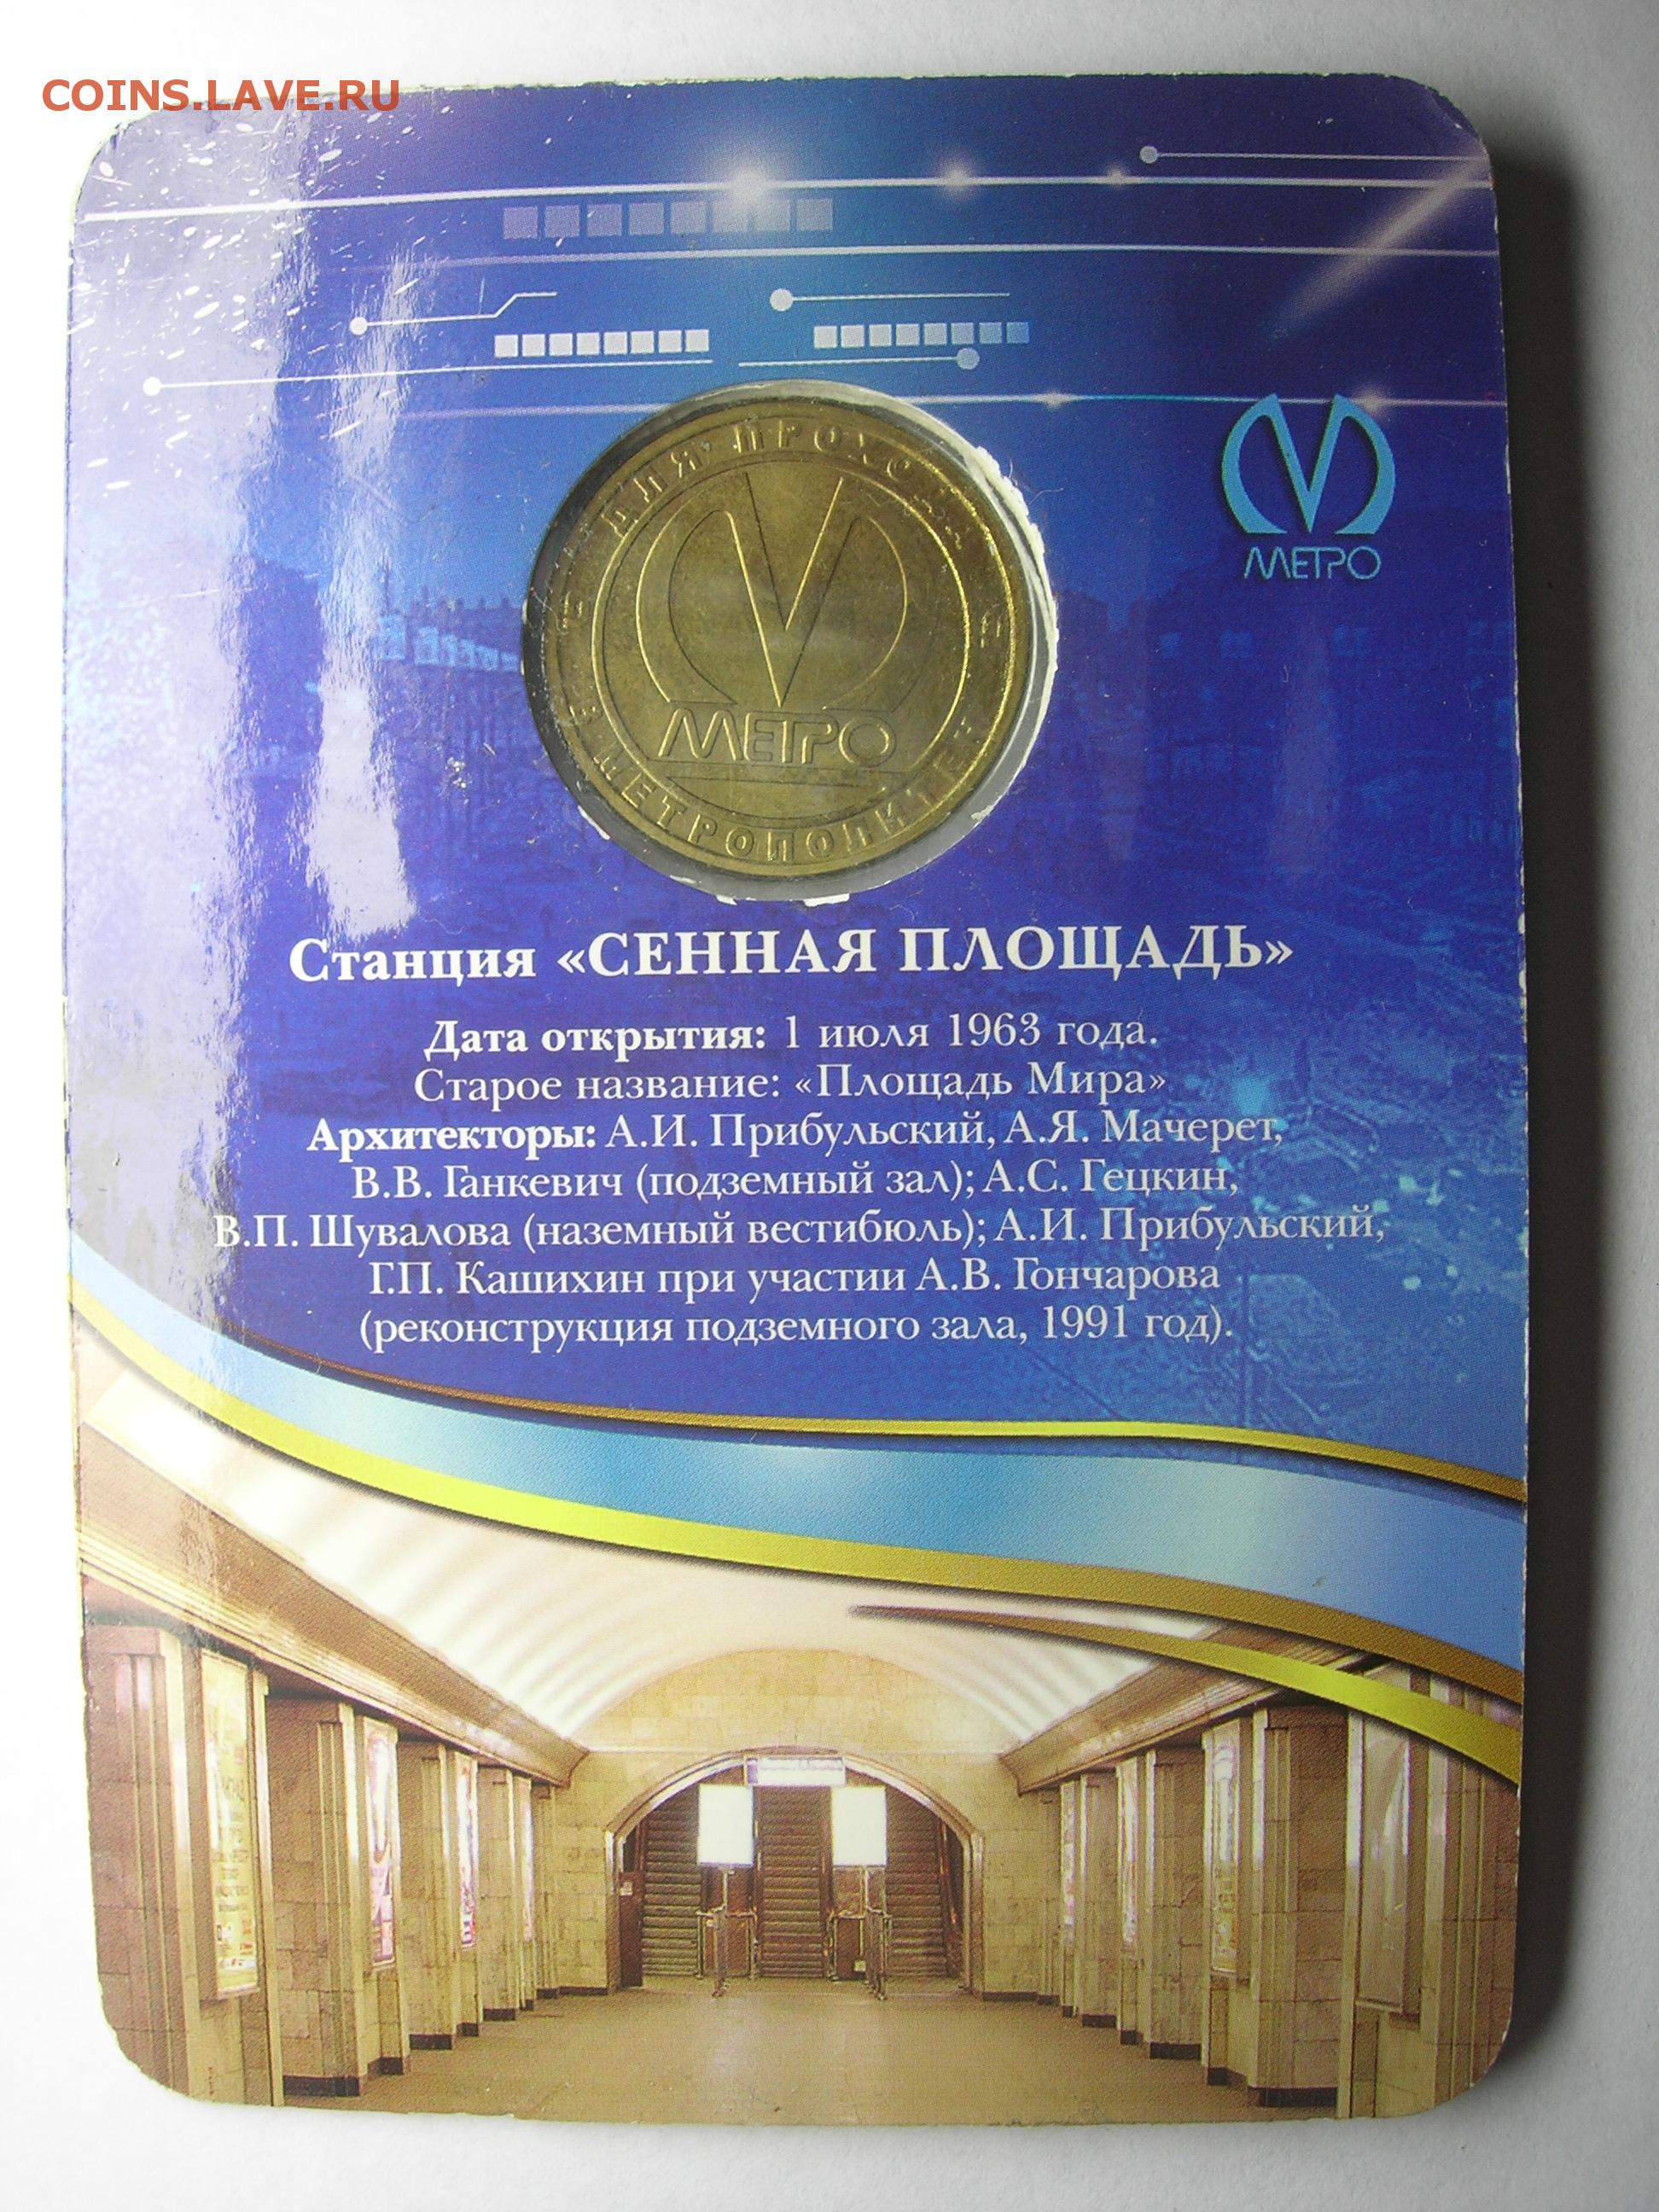 COINS.LAVE.RU
ДЛЯ ПРОХОДА
В МЕТРОПОЛИТЕН
МЕТРО
МЕТРО
Станция «СЕННАЯ ПЛОЩАДЬ»
Дата открытия: 1 июля 1963 года.
Старое название: «Площадь Мира»
Архитекторы: А.И. Прибульский, А.Я. Мачерет,
В.В. Ганкевич (подземный зал); А.С. Гецкин,
В.П. Шувалова (наземный вестибюль); А.И. Прибульский,
Г.П. Кашихин при участии А.В. Гончарова
(реконструкция подземного зала, 1991 год).